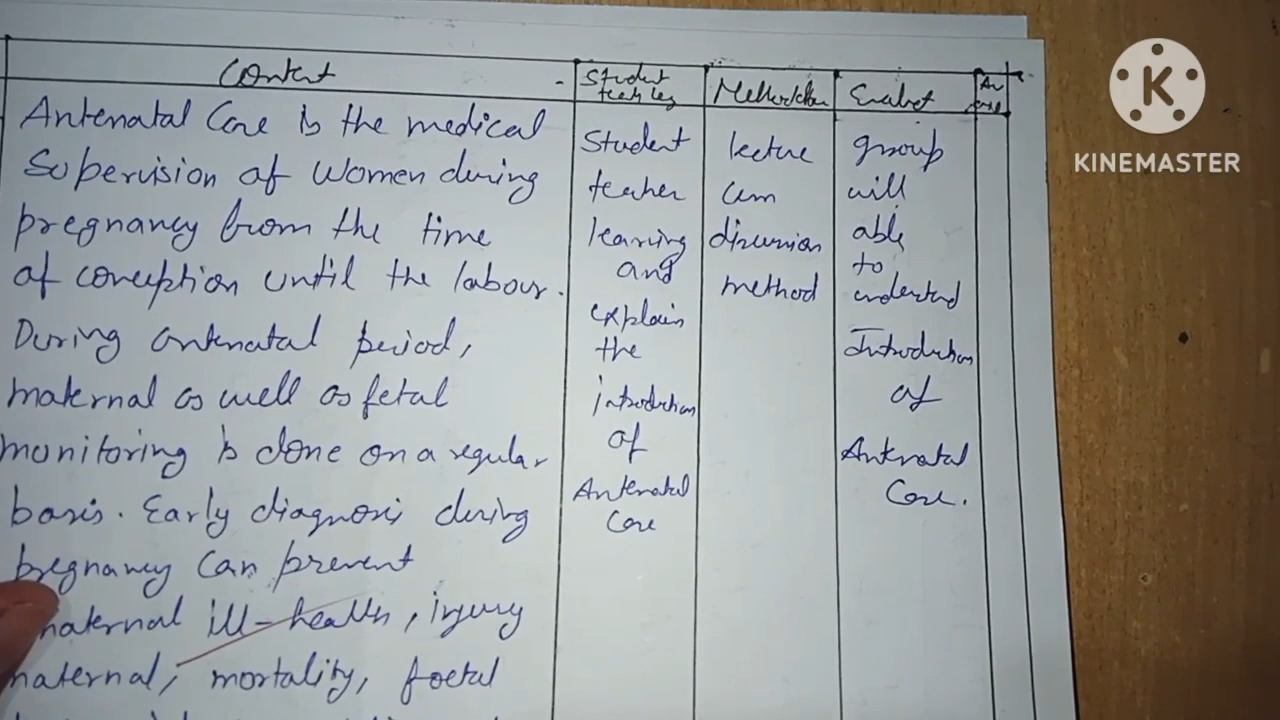 Content
Antenatal Care is the medical
Supervision of women during
pregnancy from the time
of conception until the labour.
During antenatal period,
maternal as well as fetal
monitoring is done on a regular
basis. Early diagnosis during
pregnancy can prevent
maternal ill-health, injury
maternal, mortality, foetal
Student
Student
teacher
learning
and
explain
the
introduction
of
Antenatal
Care
lecture
cum
discussion
method
group
will
able
to
understand
Introduction
of
Antenatal
Care.
K
KINEMASTER